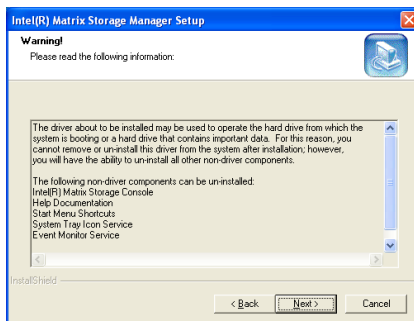 Intel(R) Matrix Storage Manager Setup
Warning!
Please read the following information:
The driver about to be installed may be used to operate the hard drive from which the
system is booting or a hard drive that contains important data. For this reason, you
cannot remove or un-install this driver from the system after installation; however,
you will have the ability to un-install all other non-driver components.
The following non-driver components can be un-installed:
Intel(R) Matrix Storage Console
Help Documentation
Start Menu Shortcuts
System Tray Icon Service
Event Monitor Service
InstallShield
< Back
Next >
Cancel